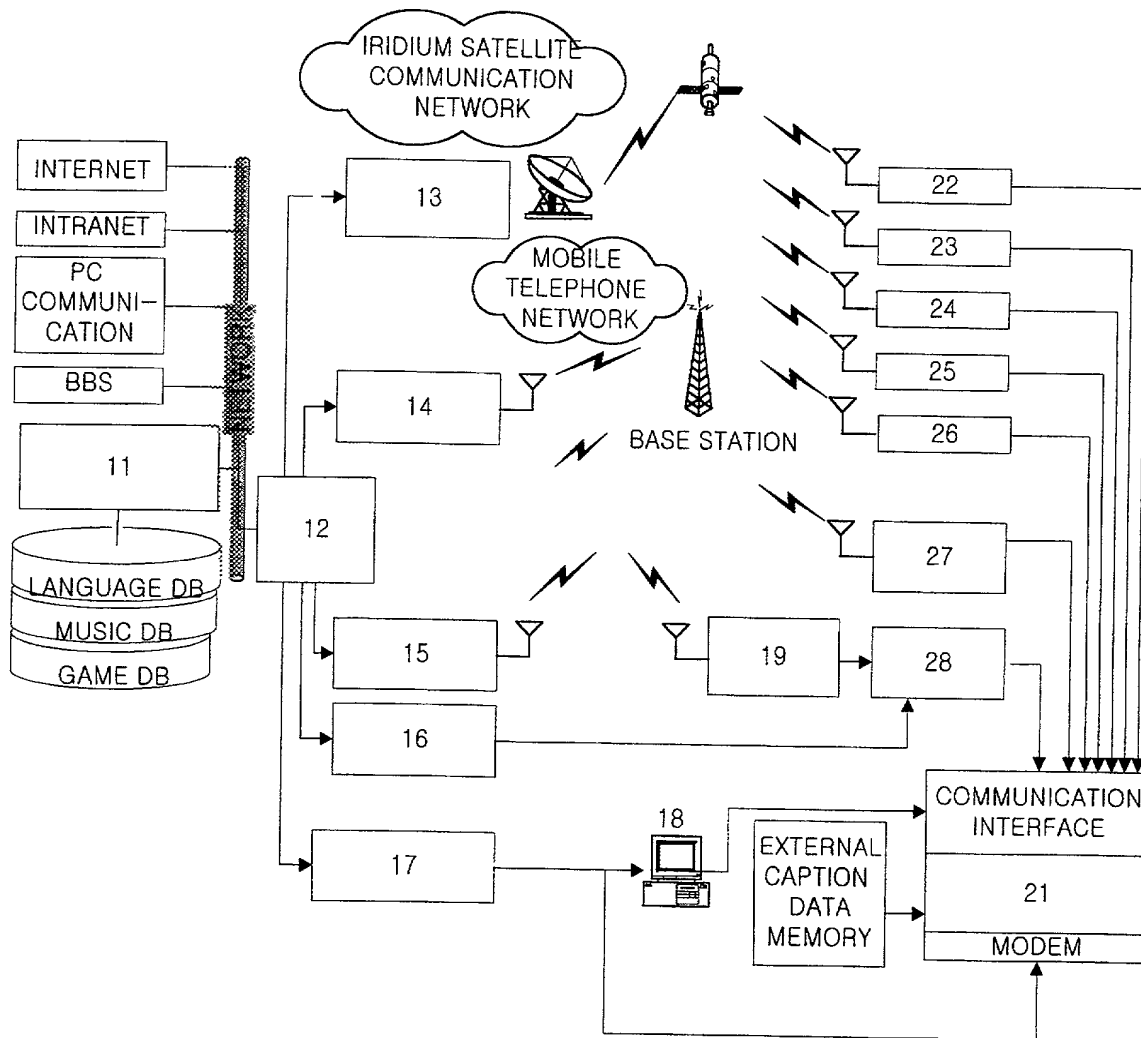 IRIDIUM SATELLITE
COMMUNICATION
NETWORK
INTERNET
INTRANET
PC
COMMUNI-
CATION
BBS
NETWORK
11
LANGUAGE DB
MUSIC DB
GAME DB
12
13
MOBILE
TELEPHONE
NETWORK
14
BASE STATION
15
16
17
18
19
22
23
24
25
26
27
28
EXTERNAL
CAPTION
DATA
MEMORY
COMMUNICATION
INTERFACE
21
MODEM